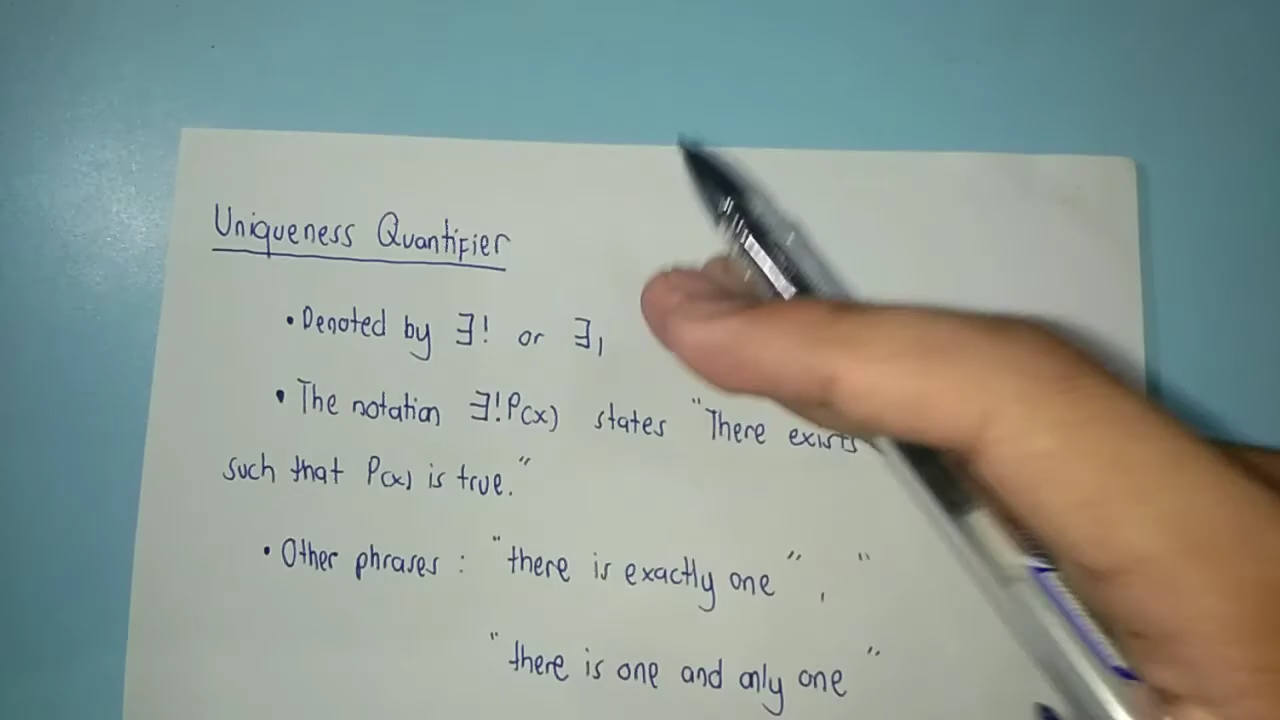 Uniqueness Quantifier
• Denoted by ∃! or ∃₁
• The notation ∃!P(x) states "There exists
such that P(x) is true."
• Other phrases : "there is exactly one", "
"there is one and only one"